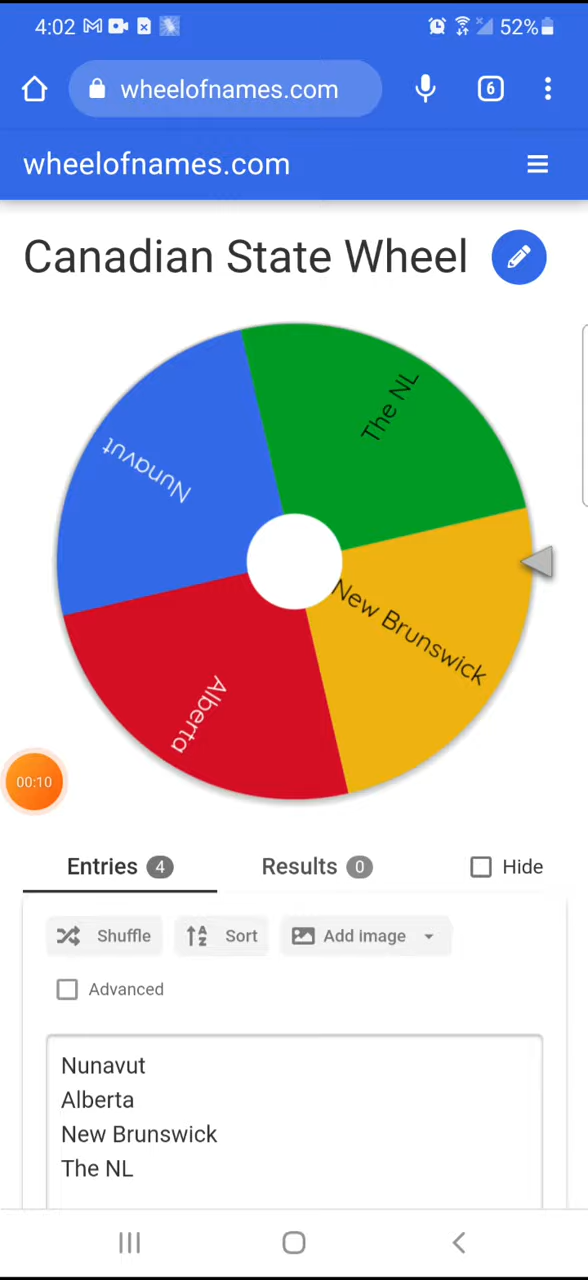 4:02
52%
wheelofnames.com
6
wheelofnames.com
Canadian State Wheel
The NL
Nunavut
New Brunswick
Alberta
00:10
Entries 4
Results 0
Hide
Shuffle
Sort
Add image
Advanced
Nunavut
Alberta
New Brunswick
The NL